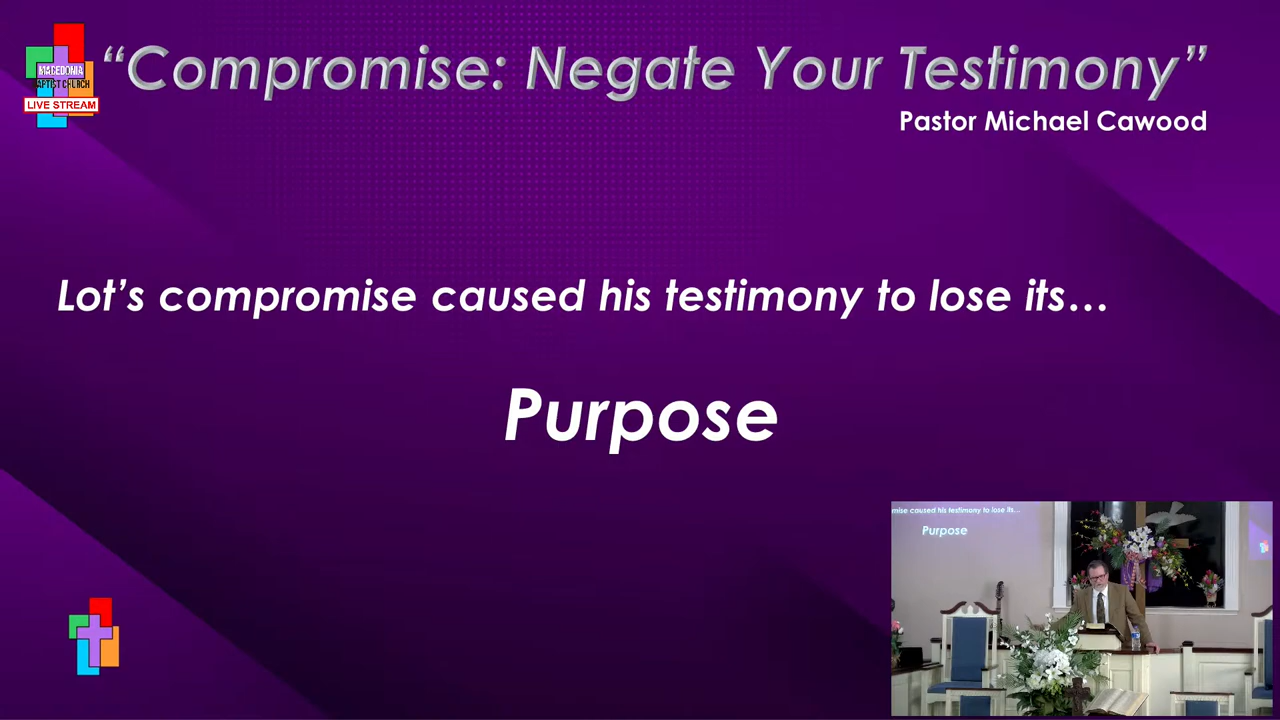 “Compromise: Negate Your Testimony”
MACEDONIA
BAPTIST CHURCH
LIVE STREAM
Pastor Michael Cawood
Lot’s compromise caused his testimony to lose its…
Purpose
mise caused his testimony to lose its…
Purpose